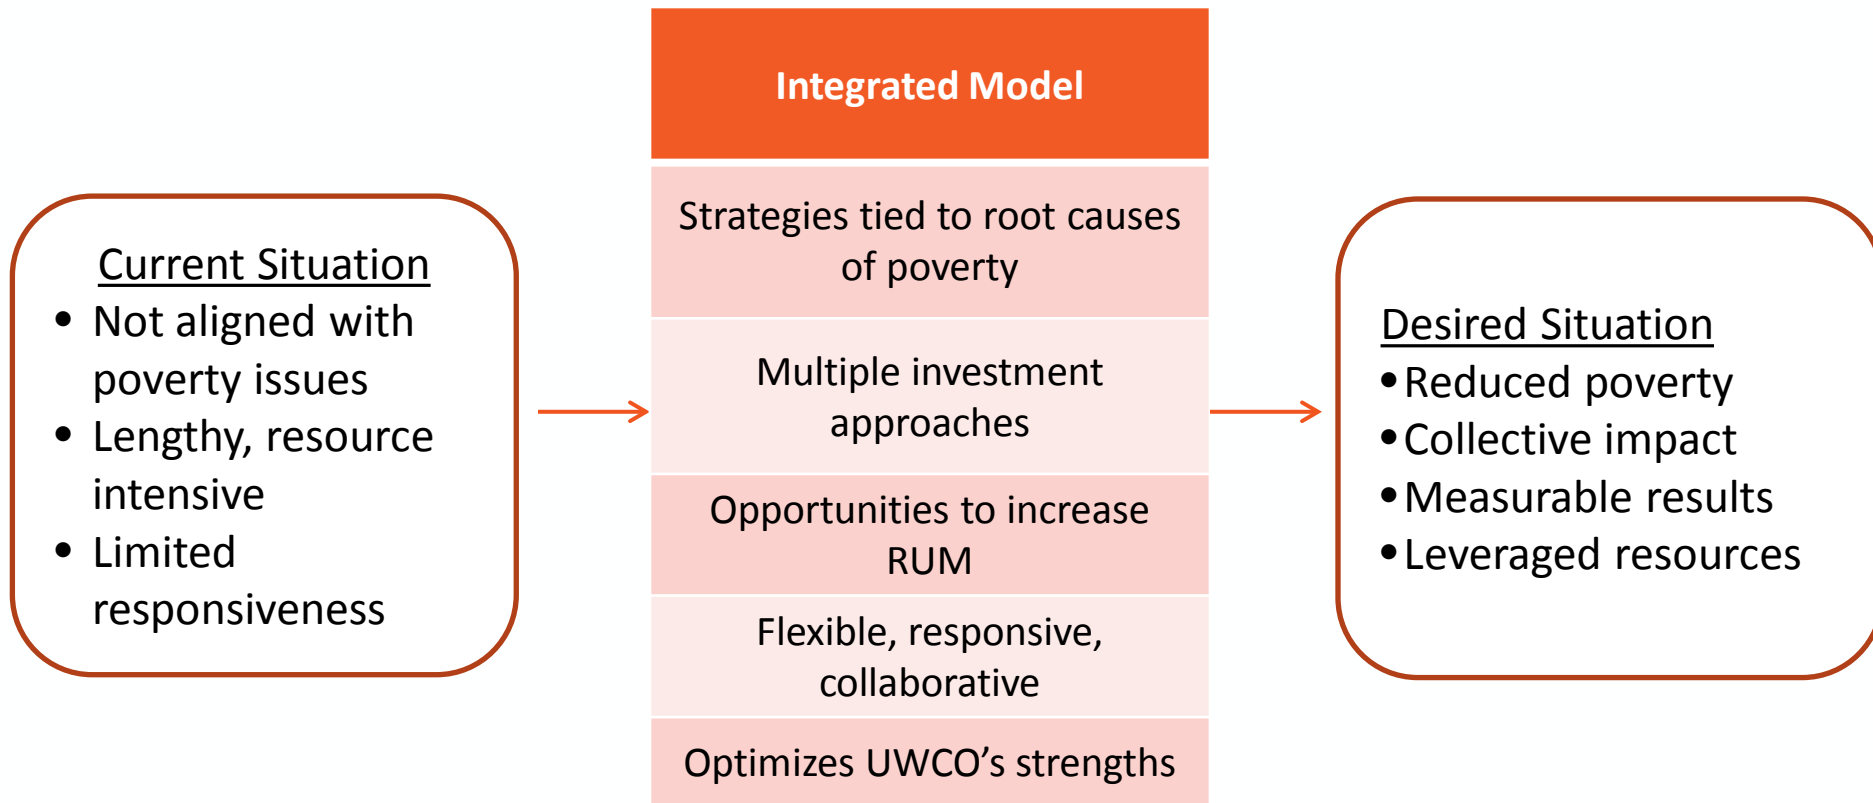 Current Situation
• Not aligned with
poverty issues
• Lengthy, resource
intensive
• Limited
responsiveness
Integrated Model
Strategies tied to root causes
of poverty
Multiple investment
approaches
Opportunities to increase
RUM
Flexible, responsive,
collaborative
Optimizes UWCO’s strengths
Desired Situation
• Reduced poverty
• Collective impact
• Measurable results
• Leveraged resources